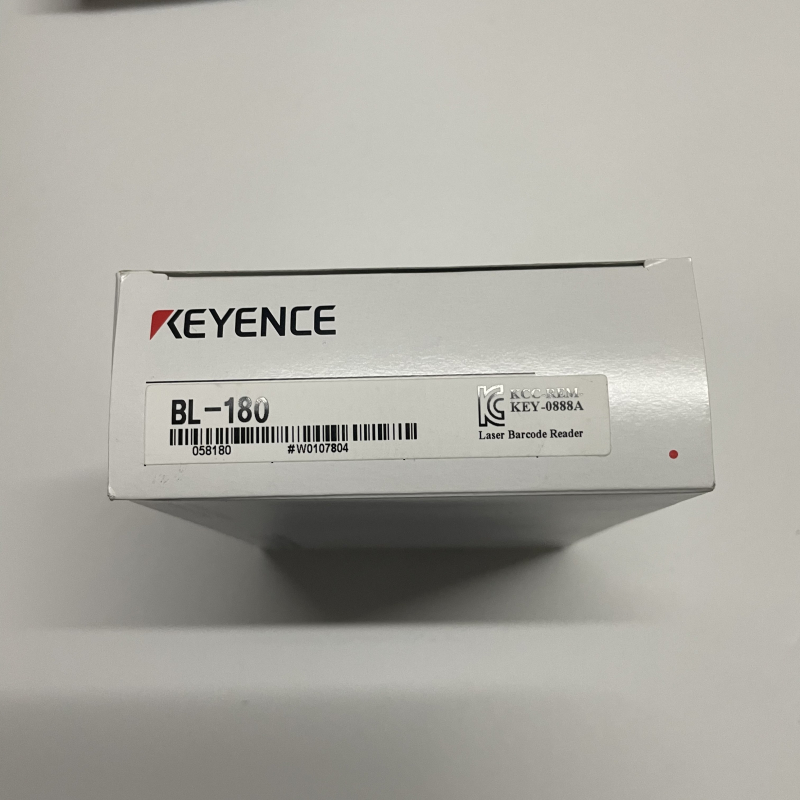 KEYENCE
BL-180
058180 #W0107804
KCC-REM-
KEY-0888A
Laser Barcode Reader